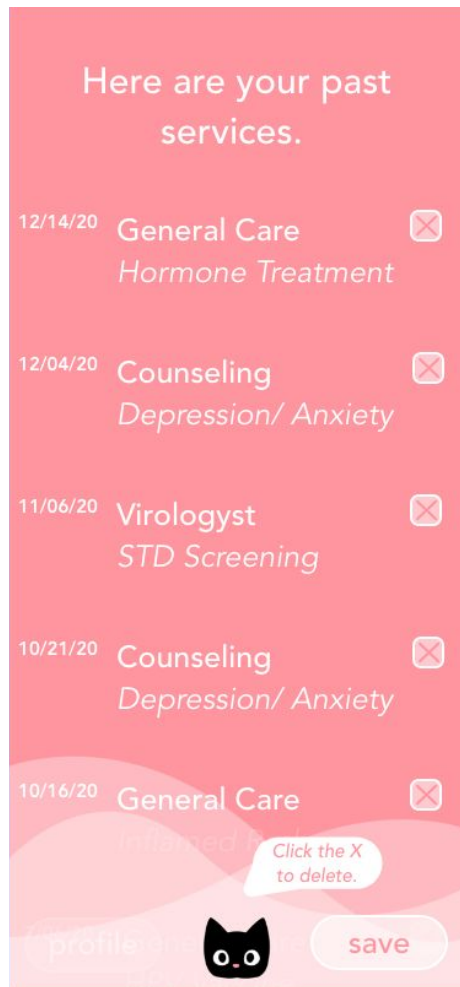 Here are your past
services.
12/14/20 General Care
Hormone Treatment
12/04/20 Counseling
Depression/ Anxiety
11/06/20 Virologyst
STD Screening
10/21/20 Counseling
Depression/ Anxiety
10/16/20 General Care
Inflamed
Click the X
to delete.
profile
save